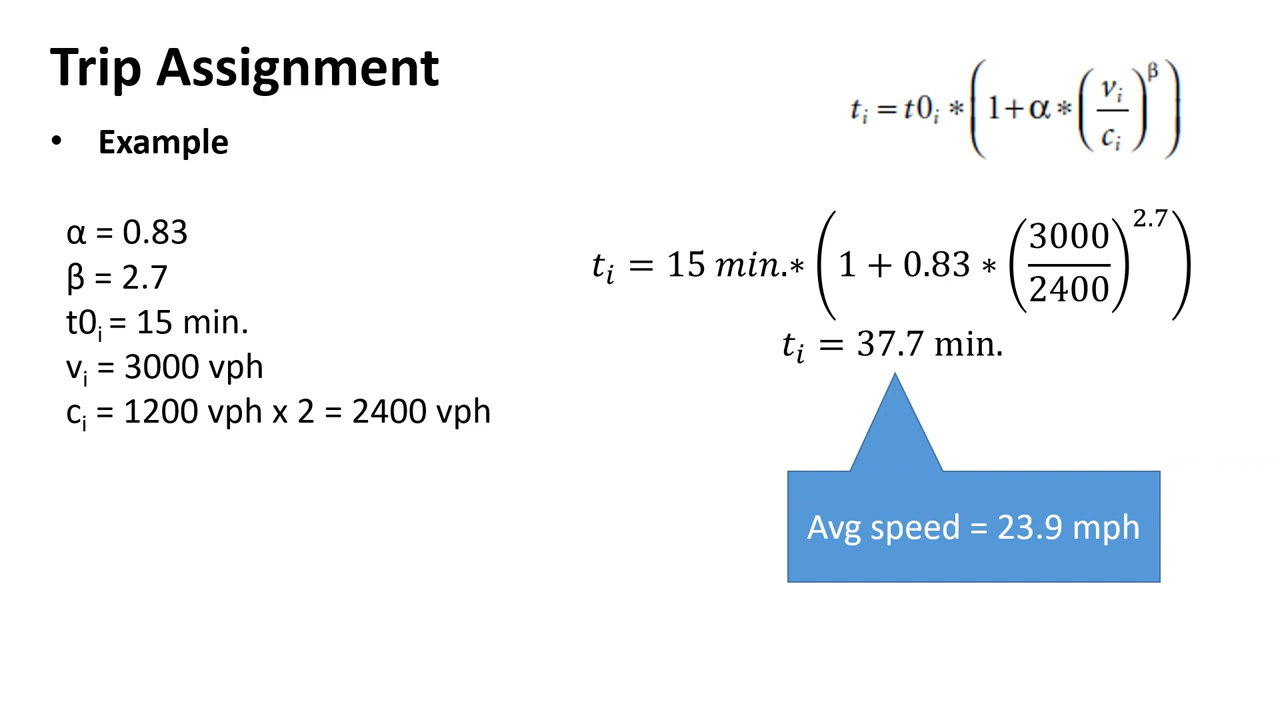 Trip Assignment
• Example
α = 0.83
β = 2.7
t0ᵢ = 15 min.
vᵢ = 3000 vph
cᵢ = 1200 vph x 2 = 2400 vph
tᵢ = t0ᵢ * (1 + α * (vᵢ / cᵢ)^β)
tᵢ = 15 min.* (1 + 0.83 * (3000 / 2400)^2.7)
tᵢ = 37.7 min.
Avg speed = 23.9 mph